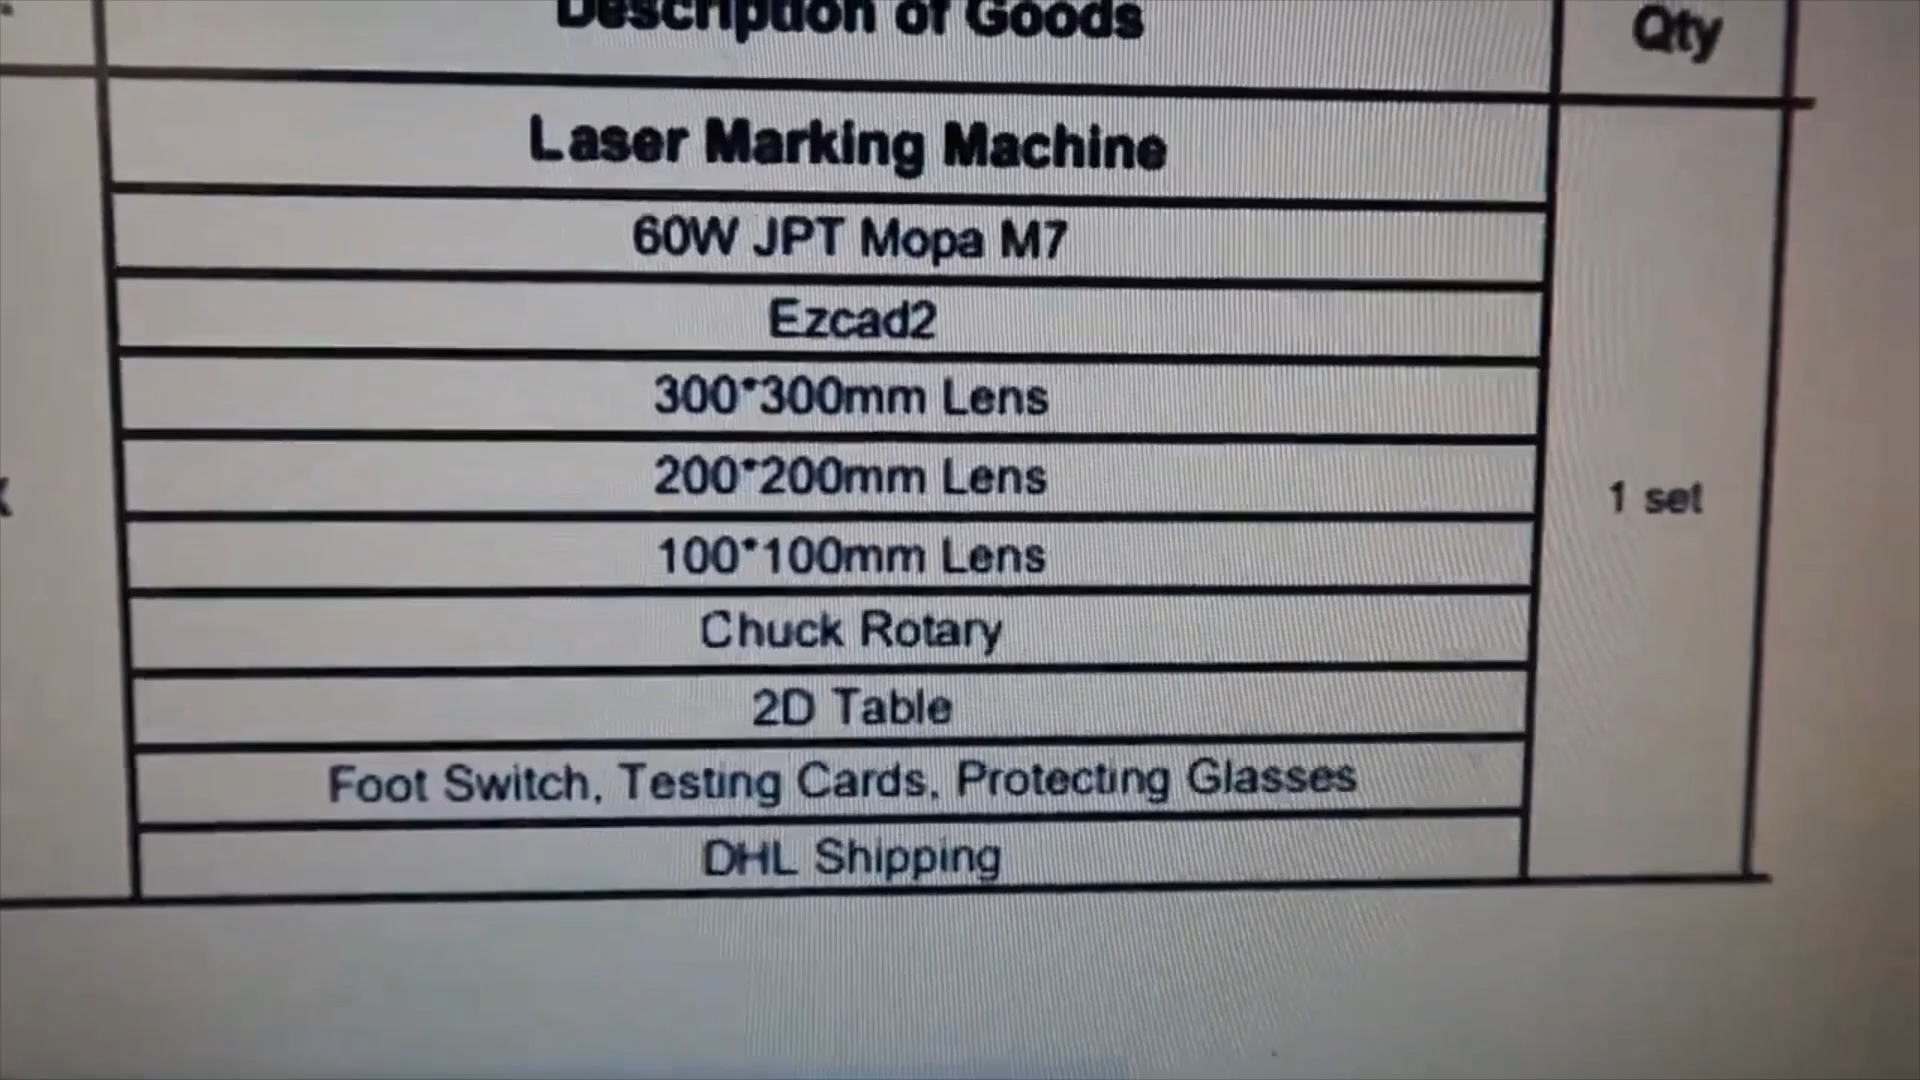 Description of Goods
Qty
Laser Marking Machine
60W JPT Mopa M7
Ezcad2
300*300mm Lens
200*200mm Lens
100*100mm Lens
Chuck Rotary
2D Table
Foot Switch, Testing Cards, Protecting Glasses
DHL Shipping
1 set